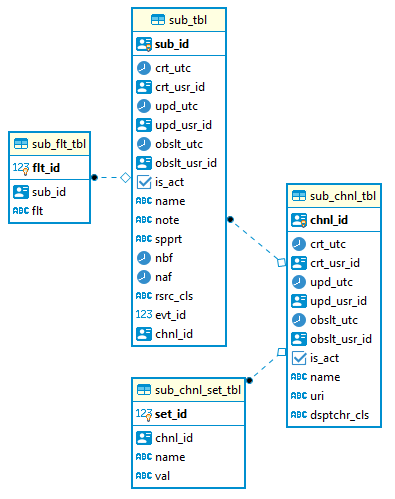 sub_tbl
sub_id
crt_utc
crt_usr_id
upd_utc
upd_usr_id
obslt_utc
obslt_usr_id
is_act
ABC name
ABC note
ABC spprt
nbf
naf
ABC rsrc_cls
123 evt_id
chnl_id
sub_flt_tbl
123 flt_id
sub_id
ABC flt
sub_chnl_tbl
chnl_id
crt_utc
crt_usr_id
upd_utc
upd_usr_id
obslt_utc
obslt_usr_id
is_act
ABC name
ABC uri
ABC dsptchr_cls
sub_chnl_set_tbl
123 set_id
chnl_id
ABC name
ABC val